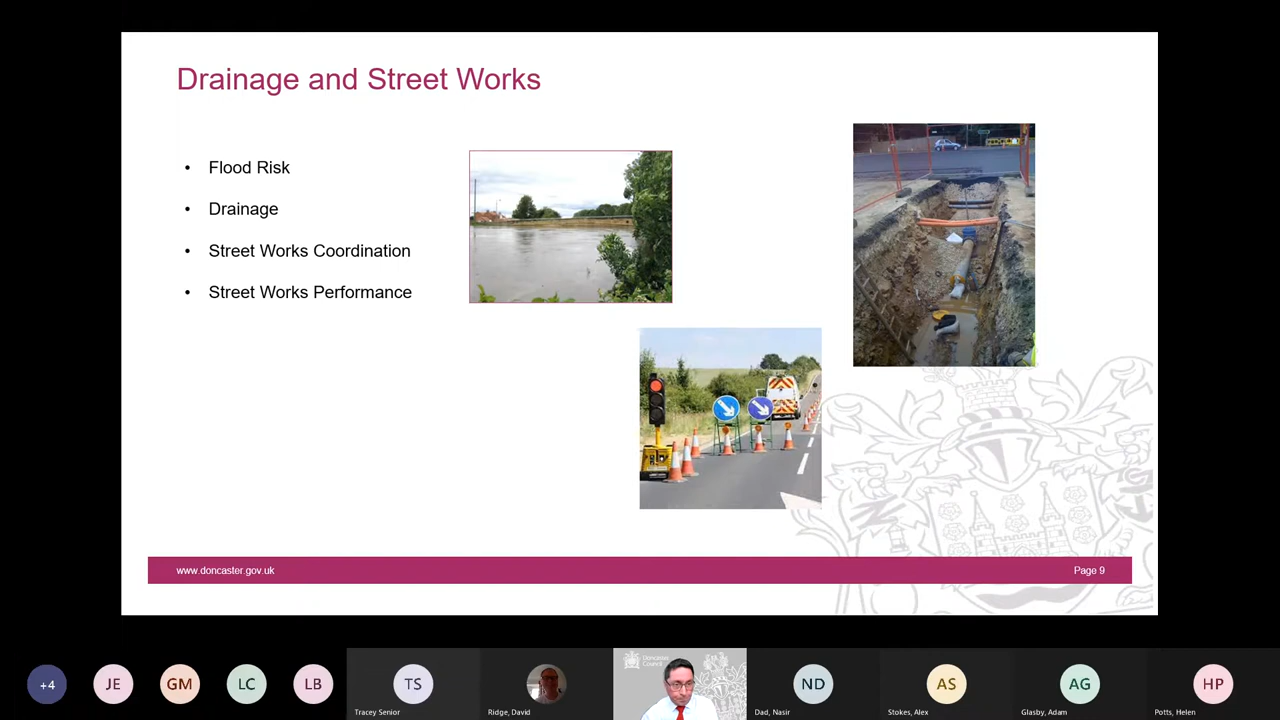 Drainage and Street Works
• Flood Risk
• Drainage
• Street Works Coordination
• Street Works Performance
www.doncaster.gov.uk
Page 9
+4
JE
GM
LC
LB
TS
Tracey Senior
Ridge, David
Doncaster
Council
ND
Dad, Nasir
AS
Stokes, Alex
AG
Glasby, Adam
HP
Potts, Helen